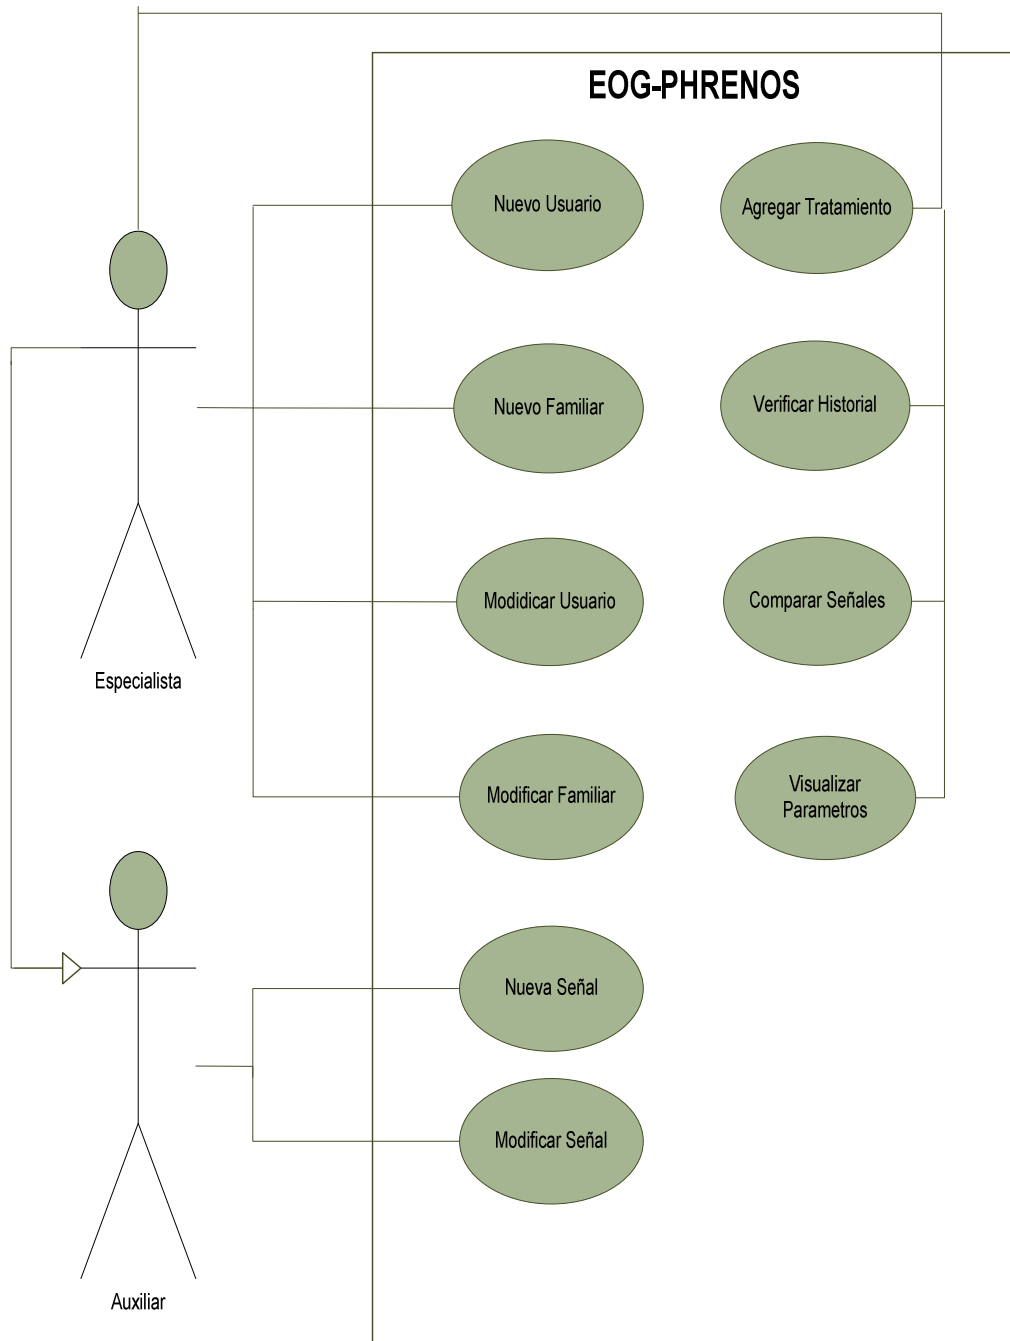 EOG-PHRENOS
Nuevo Usuario
Agregar Tratamiento
Nuevo Familiar
Verificar Historial
Modidicar Usuario
Comparar Señales
Especialista
Modificar Familiar
Visualizar
Parametros
Nueva Señal
Modificar Señal
Auxiliar